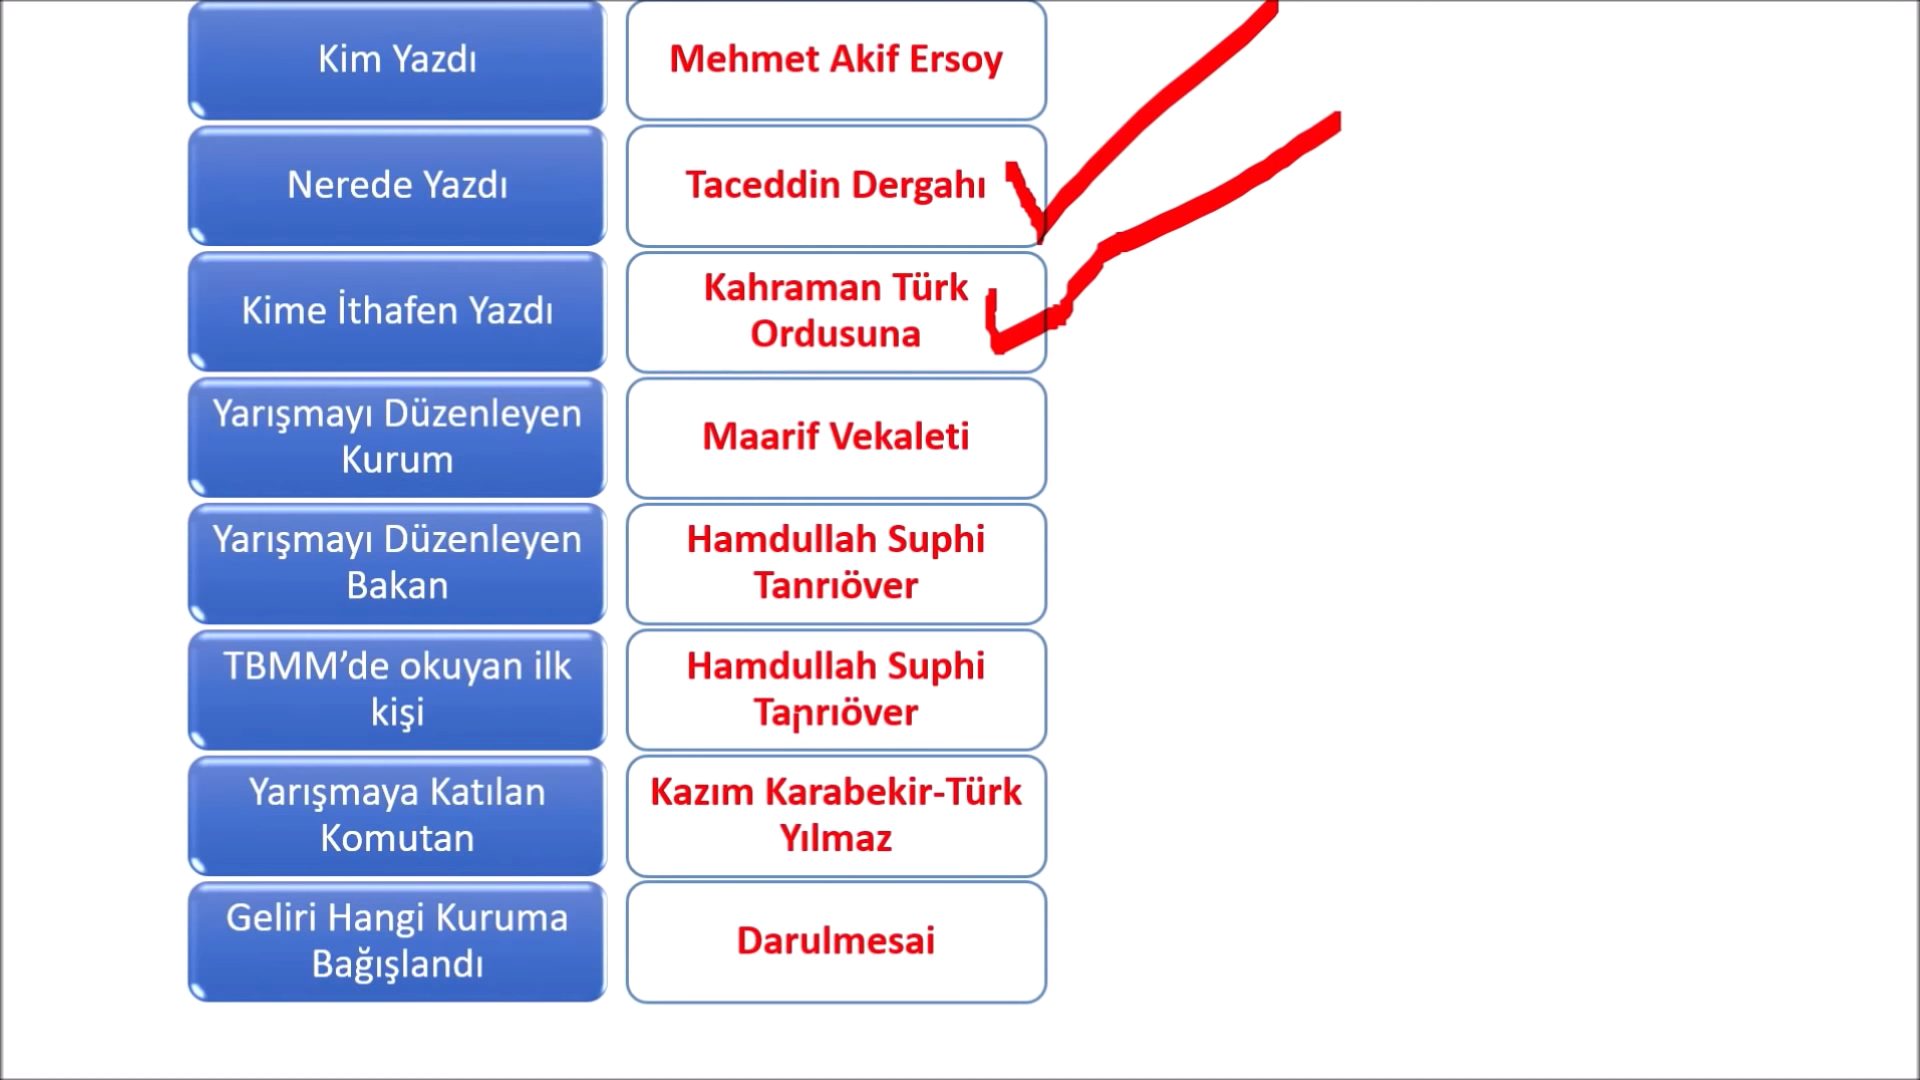 Kim Yazdı
Mehmet Akif Ersoy
Nerede Yazdı
Taceddin Dergahı
Kime İthafen Yazdı
Kahraman Türk
Ordusuna
Yarışmayı Düzenleyen
Kurum
Maarif Vekaleti
Yarışmayı Düzenleyen
Bakan
Hamdullah Suphi
Tanrıöver
TBMM’de okuyan ilk
kişi
Hamdullah Suphi
Tanrıöver
Yarışmaya Katılan
Komutan
Kazım Karabekir-Türk
Yılmaz
Geliri Hangi Kuruma
Bağışlandı
Darulmesai